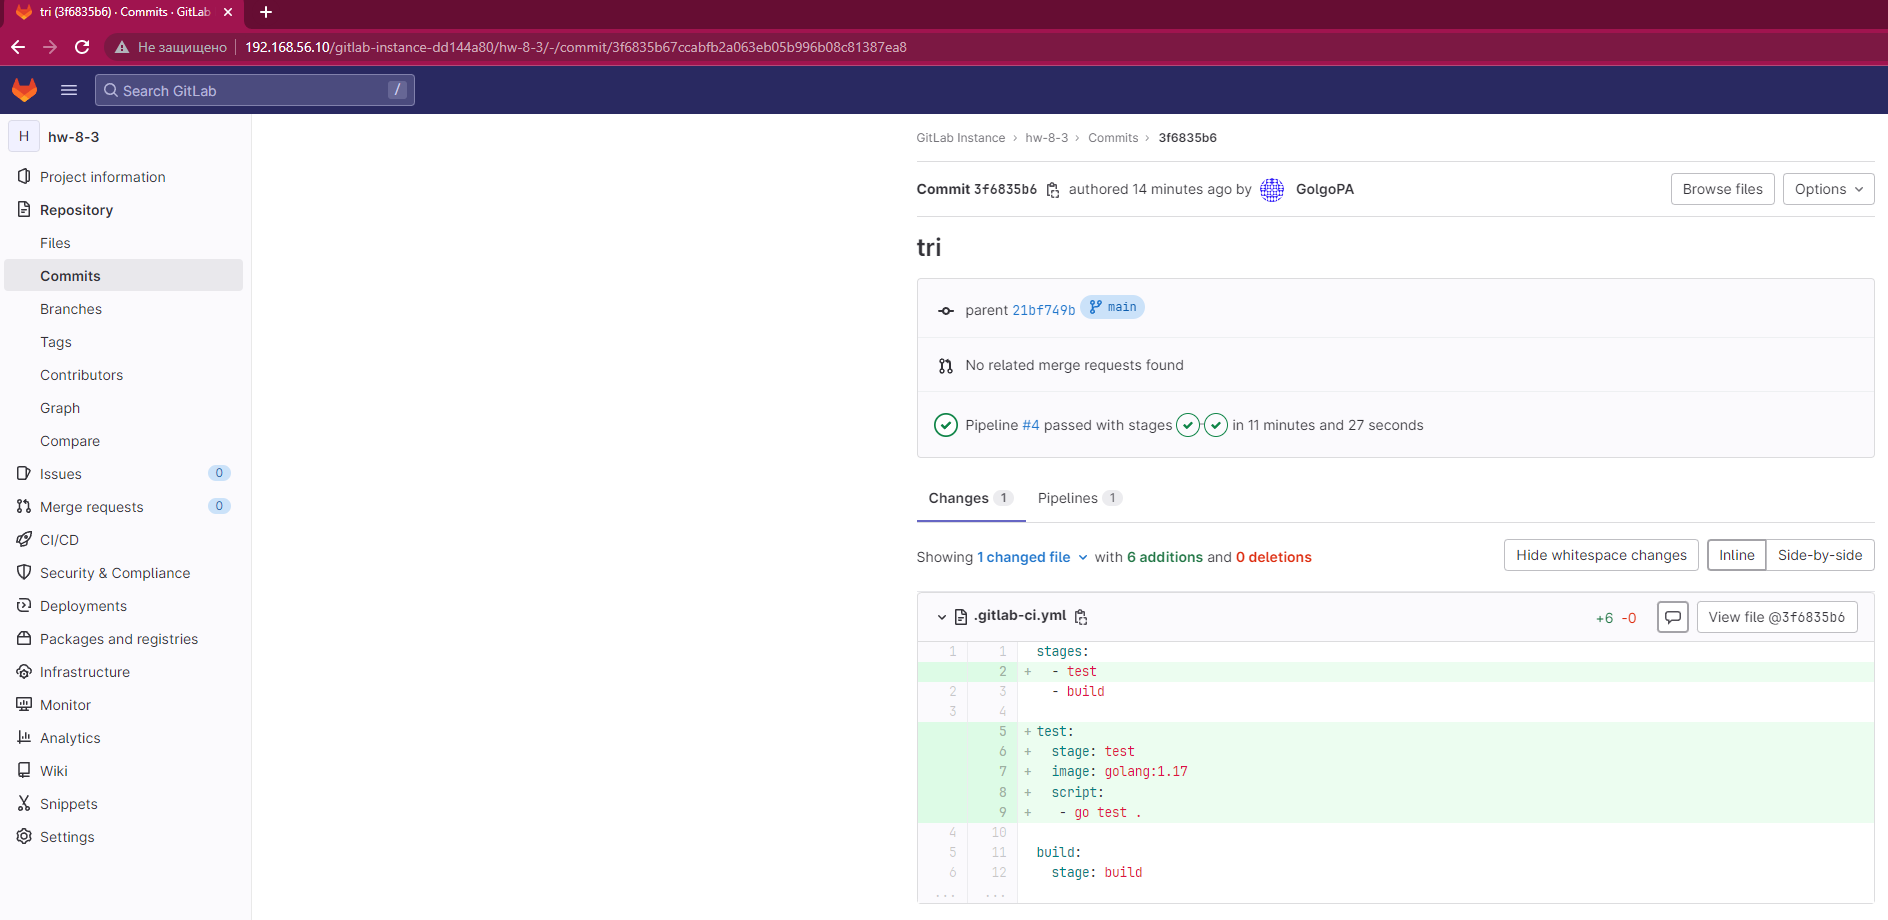 tri (3f6835b6) · Commits · GitLab
Не защищено 192.168.56.10/gitlab-instance-dd144a80/hw-8-3/-/commit/3f6835b67ccabfb2a063eb05b996b08c81387ea8
Search GitLab /
H hw-8-3
Project information
Repository
Files
Commits
Branches
Tags
Contributors
Graph
Compare
Issues 0
Merge requests 0
CI/CD
Security & Compliance
Deployments
Packages and registries
Infrastructure
Monitor
Analytics
Wiki
Snippets
Settings
GitLab Instance › hw-8-3 › Commits › 3f6835b6
Commit 3f6835b6 authored 14 minutes ago by GolgoPA Browse files Options
tri
parent 21bf749b main
No related merge requests found
Pipeline #4 passed with stages in 11 minutes and 27 seconds
Changes 1 Pipelines 1
Showing 1 changed file with 6 additions and 0 deletions Hide whitespace changes Inline Side-by-side
.gitlab-ci.yml +6 -0 View file @3f6835b6
1 1 stages:
2 + - test
2 3 - build
3 4
5 + test:
6 + stage: test
7 + image: golang:1.17
8 + script:
9 + - go test .
4 10
5 11 build:
6 12 stage: build
... ...